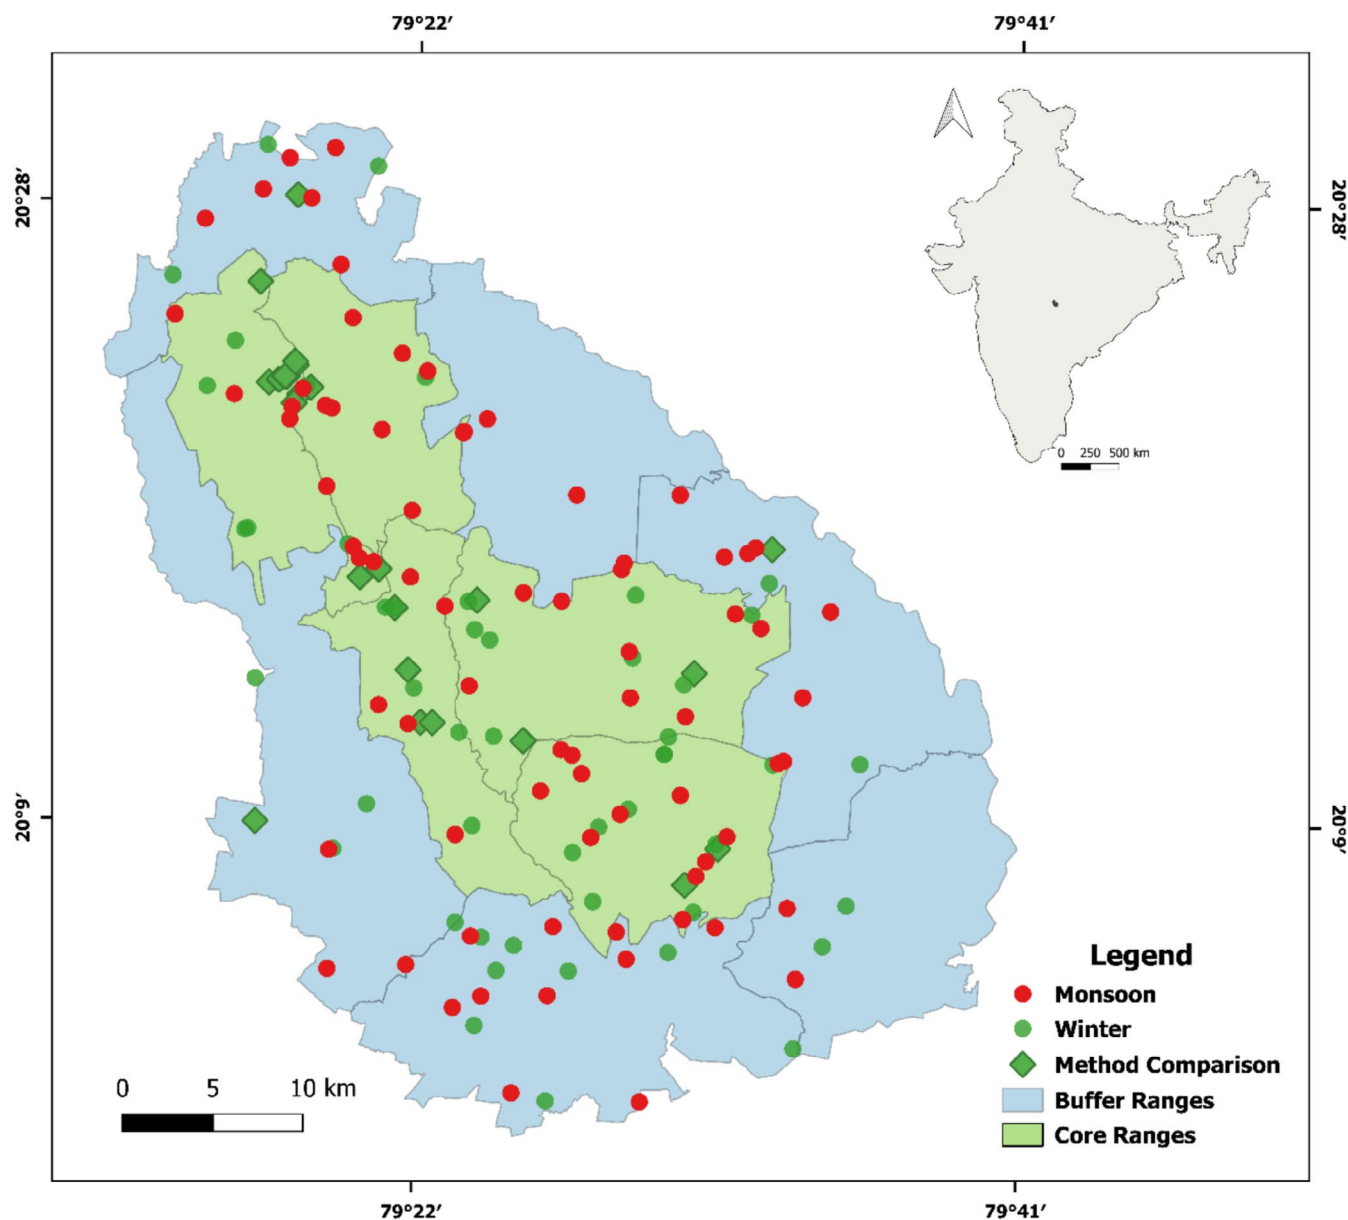 79°22′ 79°41′
20°28′ 20°28′
0 250 500 km
20°9′ 20°9′
Legend
Monsoon
Winter
Method Comparison
Buffer Ranges
Core Ranges
0 5 10 km
79°22′ 79°41′